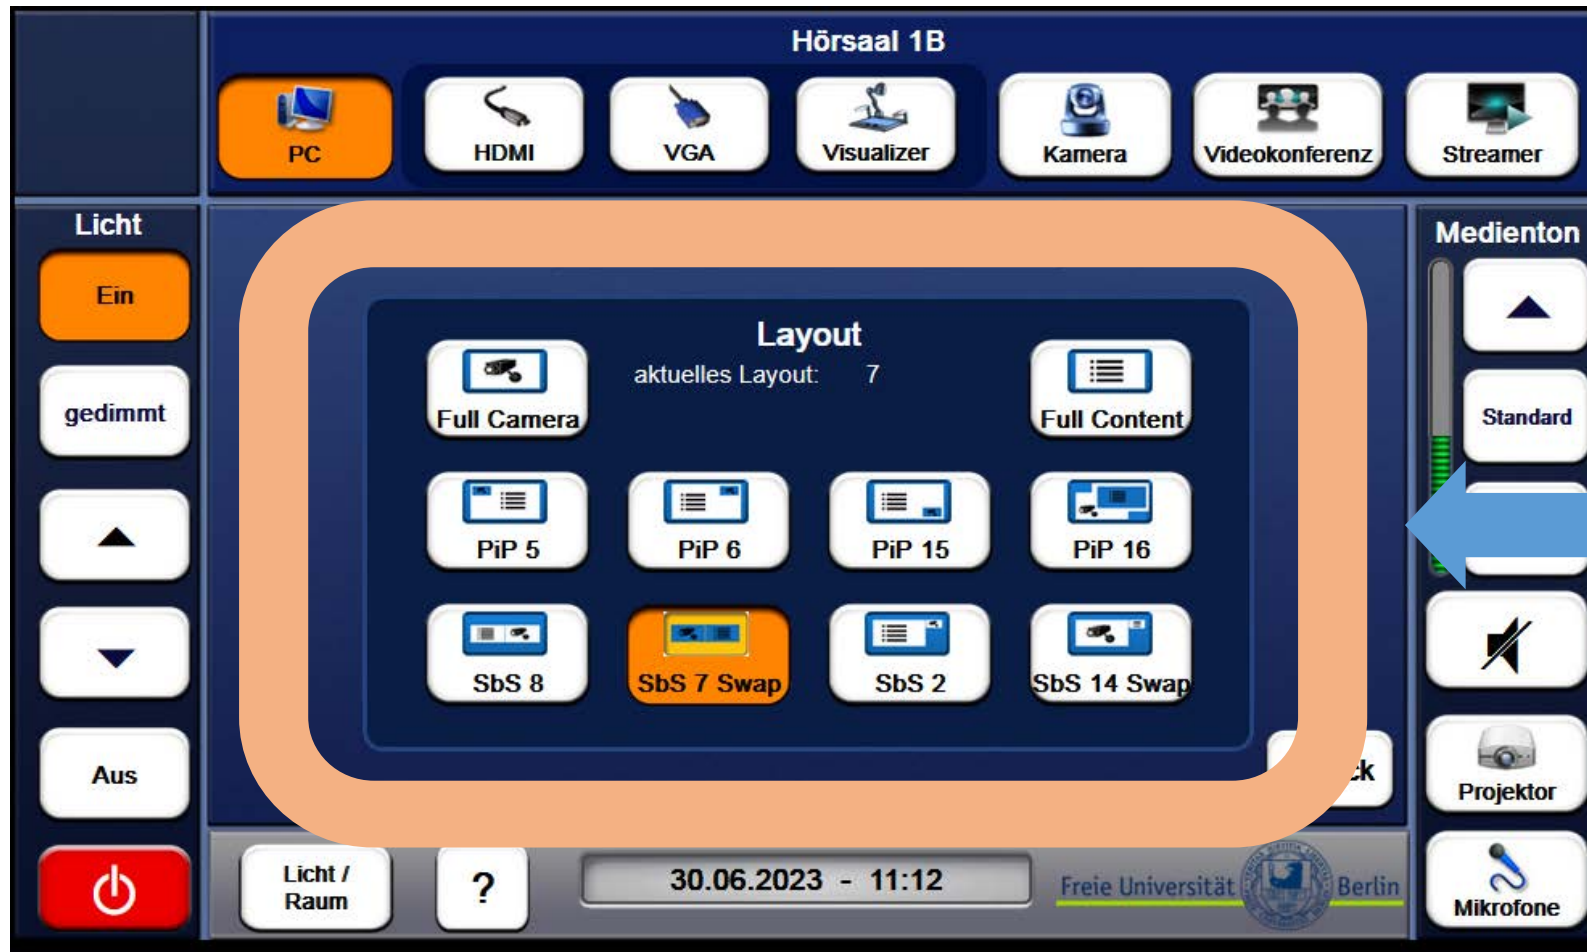 Hörsaal 1B
PC
HDMI
VGA
Visualizer
Kamera
Videokonferenz
Streamer
Licht
Ein
gedimmt
Aus
Layout
aktuelles Layout: 7
Full Camera
Full Content
PiP 5
PiP 6
PiP 15
PiP 16
SbS 8
SbS 7 Swap
SbS 2
SbS 14 Swap
Medienton
Standard
Projektor
Mikrofone
Licht /
Raum
?
30.06.2023 - 11:12
Freie Universität Berlin